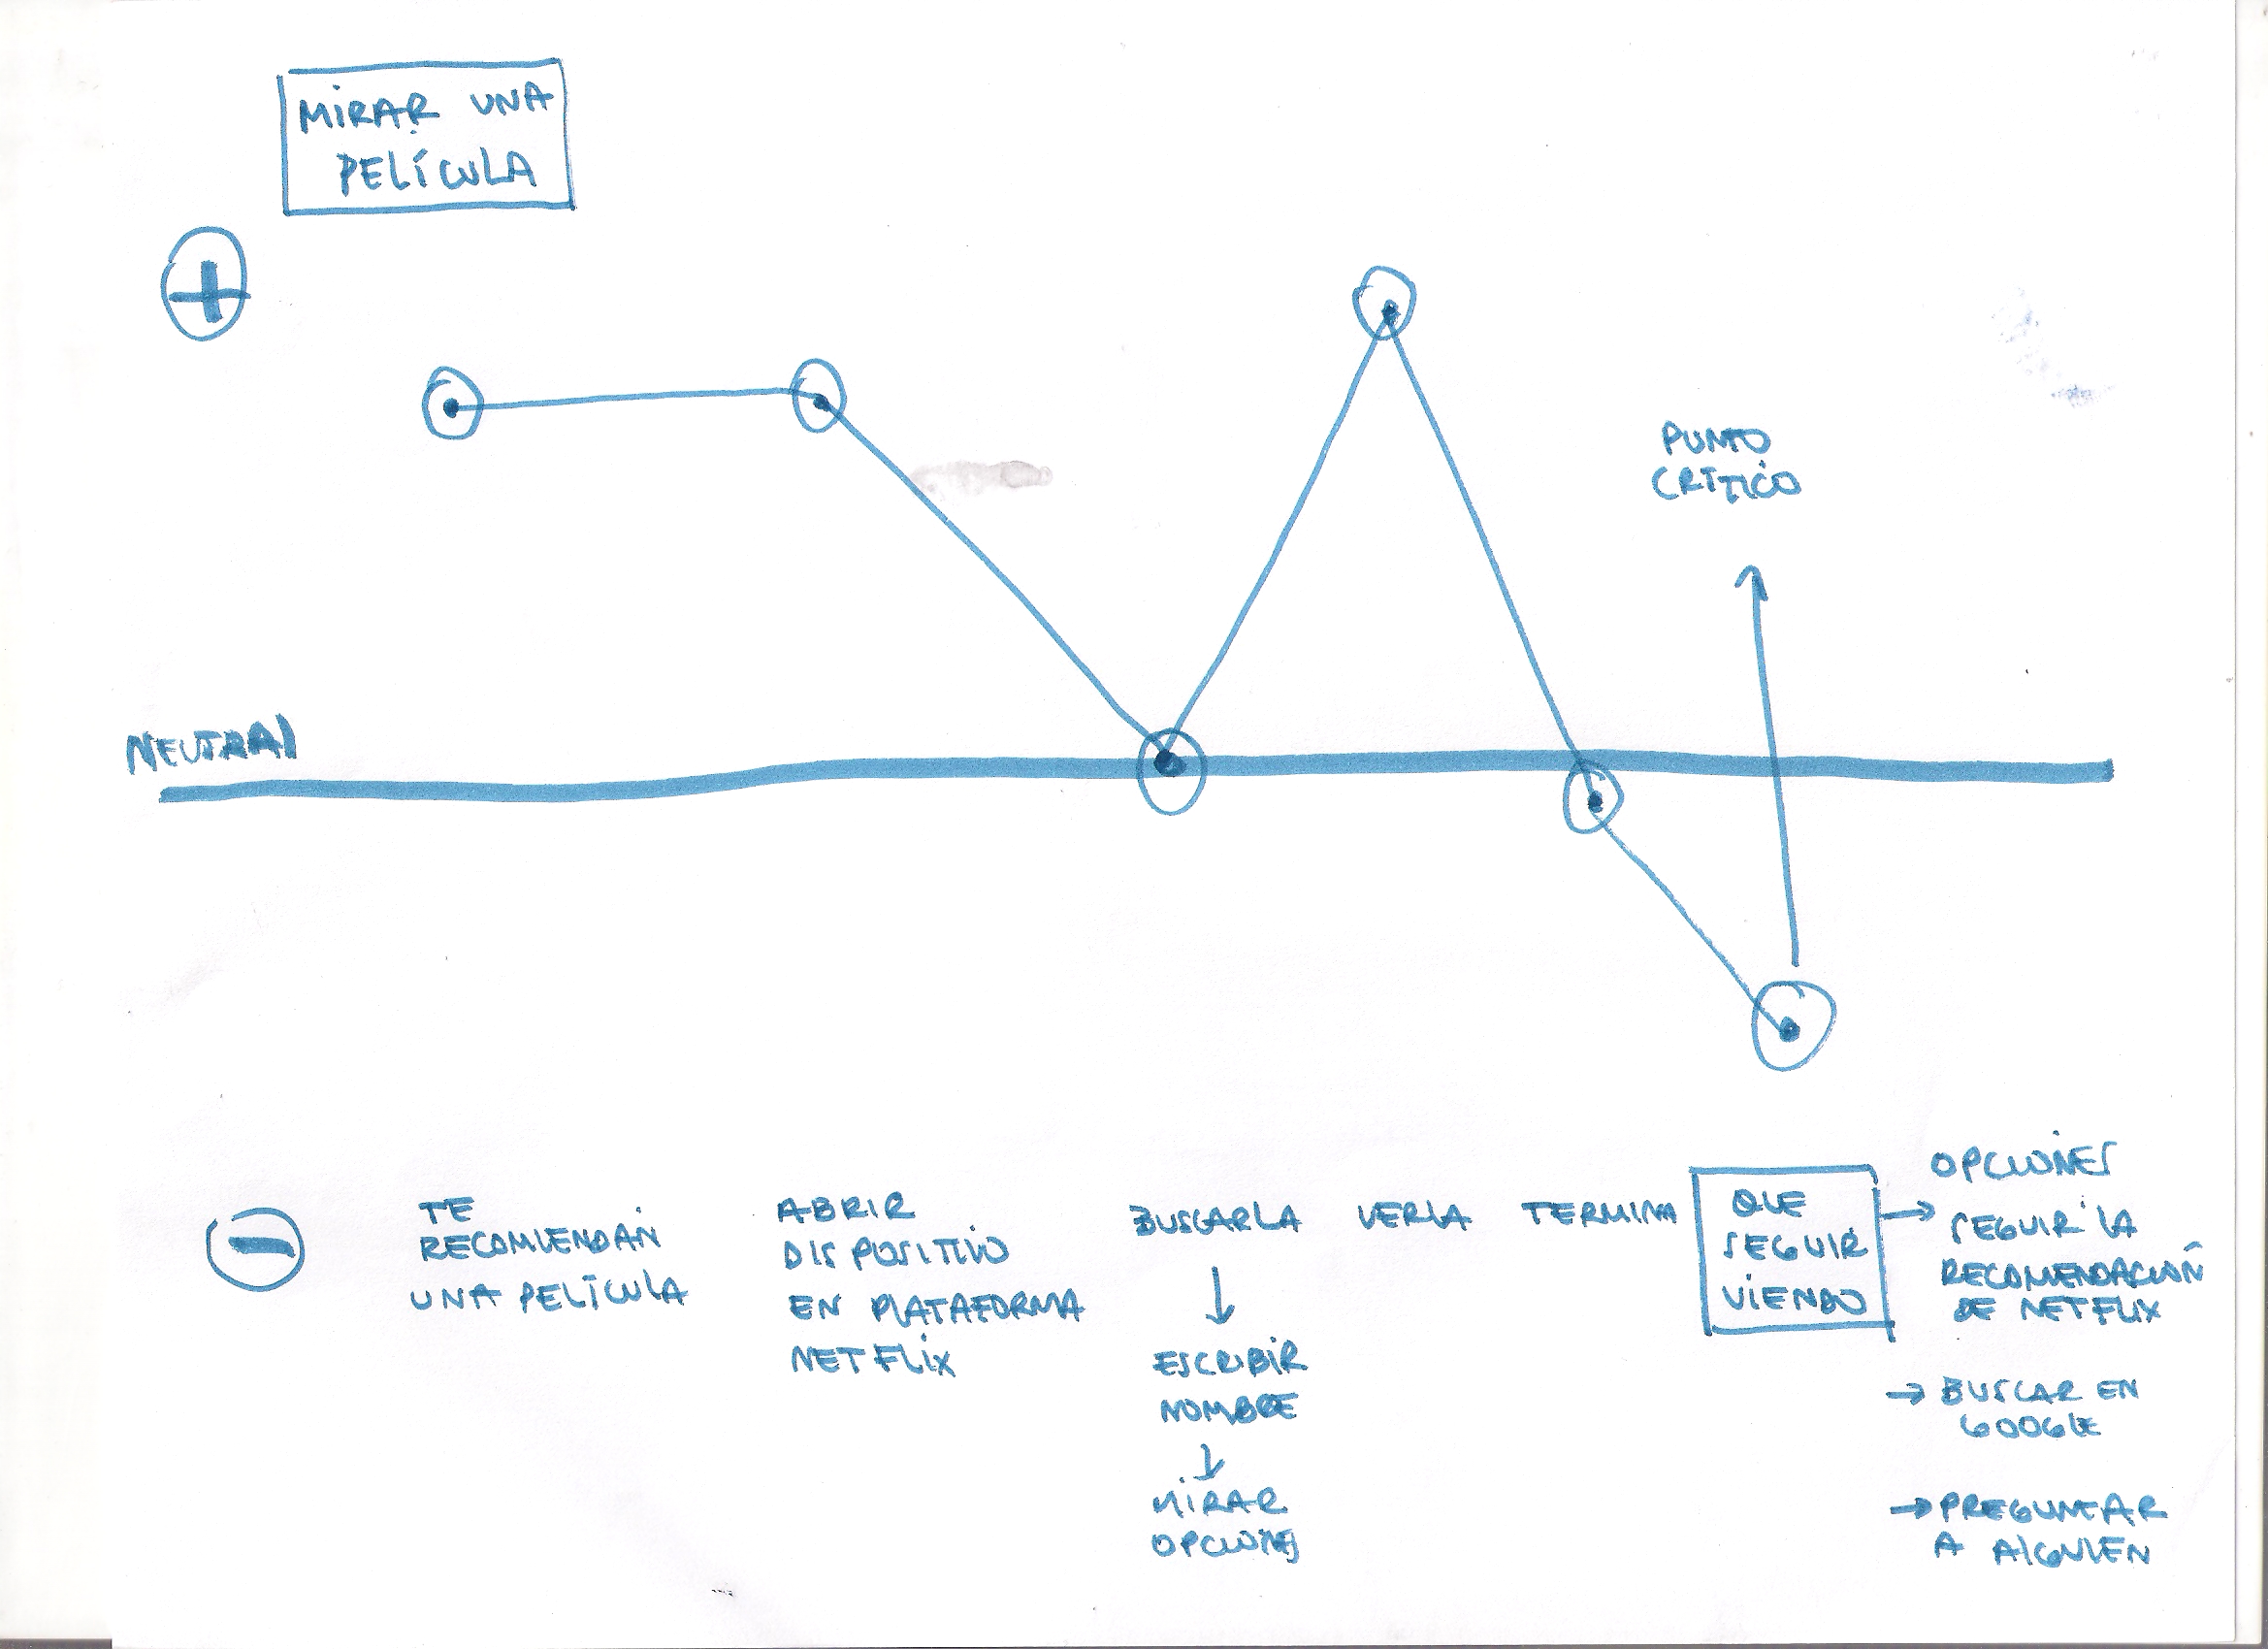 MIRAR UNA
PELÍCULA
+
PUNTO
CRÍTICO
NEUTRAL
-
TE
RECOMIENDAN
UNA PELÍCULA
ABRIR
DISPOSITIVO
EN PLATAFORMA
NETFLIX
BUSCARLA
↓
ESCRIBIR
NOMBRE
↓
MIRAR
OPCIONES
VERLA
TERMINA
QUE
SEGUIR
VIENDO
→ OPCIONES
SEGUIR LA
RECOMENDACIÓN
DE NETFLIX
→ BUSCAR EN
GOOGLE
→ PREGUNTAR
A ALGUIEN